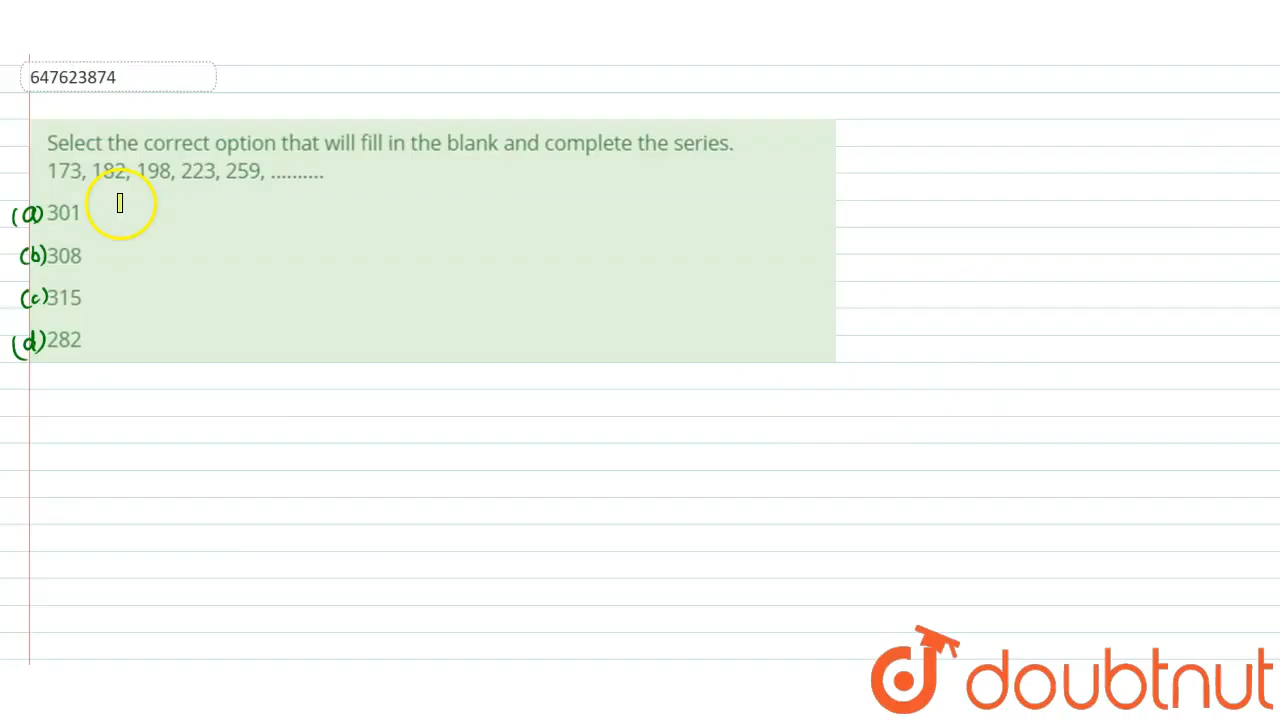 647623874
Select the correct option that will fill in the blank and complete the series.
173, 182, 198, 223, 259, ..........
(a) 301
(b) 308
(c) 315
(d) 282
doubtnut